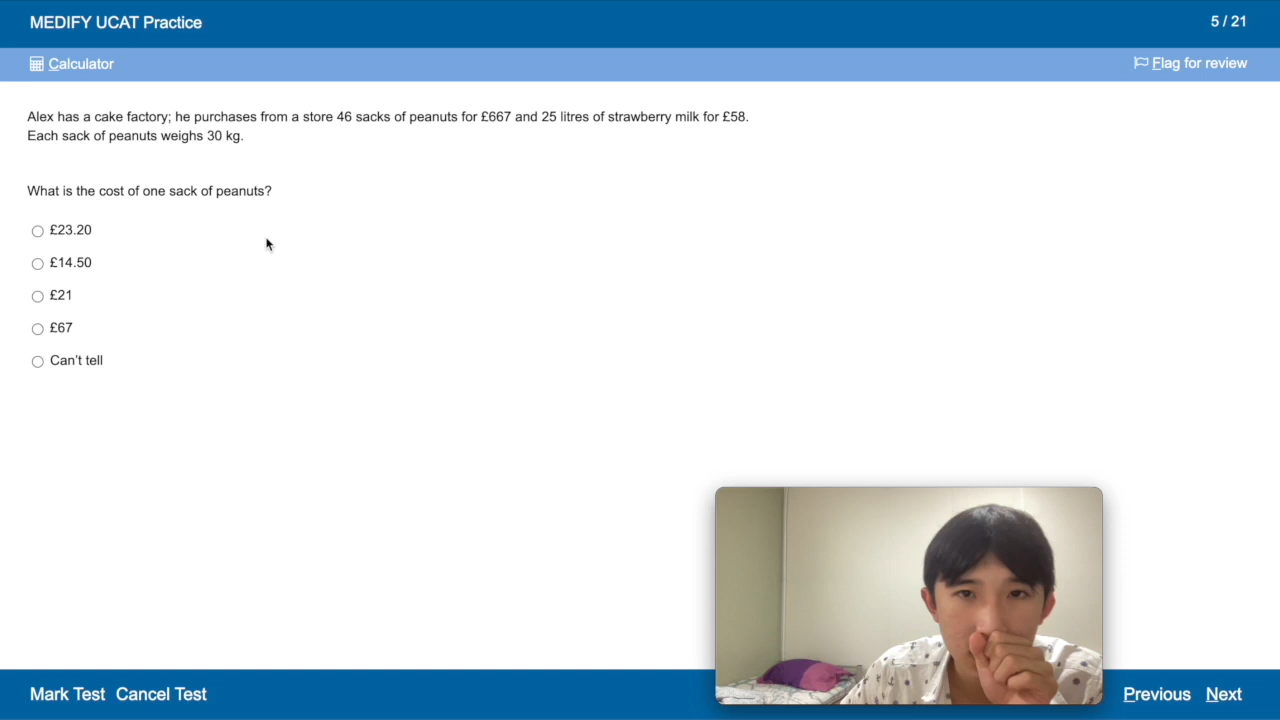 MEDIFY UCAT Practice
5 / 21
Calculator
Flag for review
Alex has a cake factory; he purchases from a store 46 sacks of peanuts for £667 and 25 litres of strawberry milk for £58.
Each sack of peanuts weighs 30 kg.
What is the cost of one sack of peanuts?
£23.20
£14.50
£21
£67
Can't tell
Mark Test
Cancel Test
Previous
Next